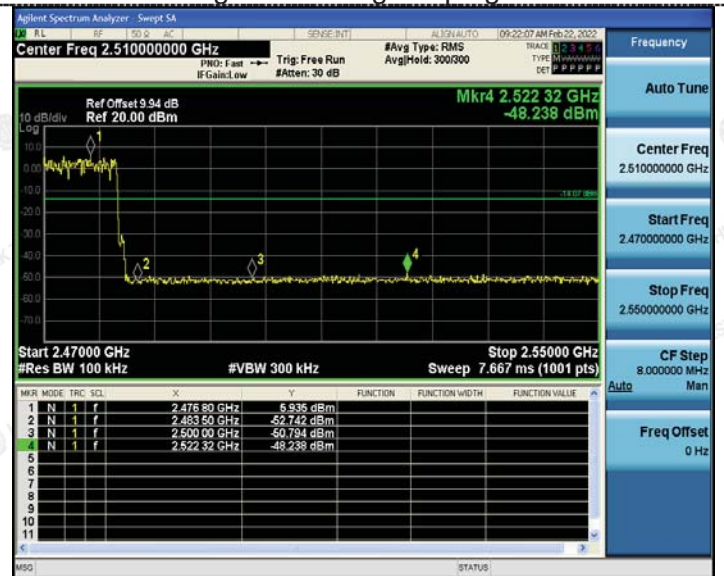 Agilent Spectrum Analyzer - Swept SA
RL RF 50 Ω AC SENSE:INT ALIGN AUTO 09:22:07 AM Feb 22, 2022
Center Freq 2.510000000 GHz
PNO: Fast
IFGain:Low
Trig: Free Run
#Atten: 30 dB
#Avg Type: RMS
Avg|Hold: 300/300
TRACE 1 2 3 4 5 6
TYPE MWWWWW
DET P P P P P P
Frequency
Auto Tune
Center Freq
2.510000000 GHz
Start Freq
2.470000000 GHz
Stop Freq
2.550000000 GHz
CF Step
8.000000 MHz
Auto Man
Freq Offset
0 Hz
Mkr4 2.522 32 GHz
-48.238 dBm
Ref Offset 9.94 dB
10 dB/div Ref 20.00 dBm
Log
10.0
0.00
-10.0
-20.0
-30.0
-40.0
-50.0
-60.0
-70.0
-14.07 dBm
1
2
3
4
Start 2.47000 GHz Stop 2.55000 GHz
#Res BW 100 kHz #VBW 300 kHz Sweep 7.667 ms (1001 pts)
MKR MODE TRC SCL X Y FUNCTION FUNCTION WIDTH FUNCTION VALUE
1 N 1 f 2.476 80 GHz 5.935 dBm
2 N 1 f 2.483 50 GHz -52.742 dBm
3 N 1 f 2.500 00 GHz -50.794 dBm
4 N 1 f 2.522 32 GHz -48.238 dBm
5
6
7
8
9
10
11
MSG STATUS